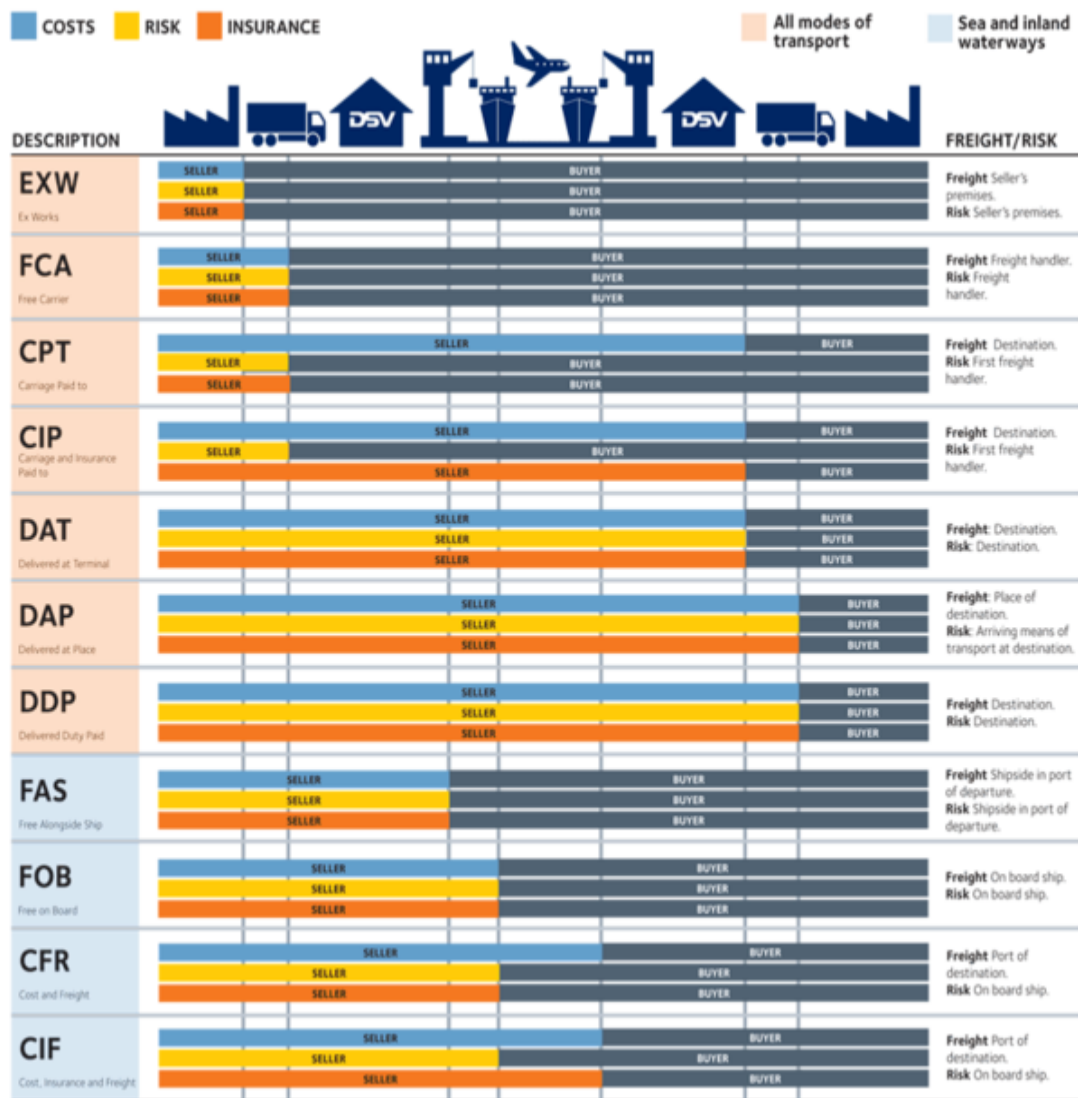 COSTS RISK INSURANCE
All modes of
transport
Sea and inland
waterways
DSV DSV
DESCRIPTION FREIGHT/RISK
EXW
Ex Works
SELLER BUYER
SELLER BUYER
SELLER BUYER
Freight Seller's
premises.
Risk Seller's premises.
FCA
Free Carrier
SELLER BUYER
SELLER BUYER
SELLER BUYER
Freight Freight handler.
Risk Freight
handler.
CPT
Carriage Paid to
SELLER BUYER
SELLER BUYER
SELLER BUYER
Freight Destination.
Risk First freight
handler.
CIP
Carriage and Insurance
Paid to
SELLER BUYER
SELLER BUYER
SELLER BUYER
Freight Destination.
Risk First freight
handler.
DAT
Delivered at Terminal
SELLER BUYER
SELLER BUYER
SELLER BUYER
Freight: Destination.
Risk: Destination.
DAP
Delivered at Place
SELLER BUYER
SELLER BUYER
SELLER BUYER
Freight: Place of
destination.
Risk: Arriving means of
transport at destination.
DDP
Delivered Duty Paid
SELLER BUYER
SELLER BUYER
SELLER BUYER
Freight Destination.
Risk Destination.
FAS
Free Alongside Ship
SELLER BUYER
SELLER BUYER
SELLER BUYER
Freight Shipside in port
of departure.
Risk Shipside in port of
departure.
FOB
Free on Board
SELLER BUYER
SELLER BUYER
SELLER BUYER
Freight On board ship.
Risk On board ship.
CFR
Cost and Freight
SELLER BUYER
SELLER BUYER
SELLER BUYER
Freight Port of
destination.
Risk On board ship.
CIF
Cost, Insurance and Freight
SELLER BUYER
SELLER BUYER
SELLER BUYER
Freight Port of
destination.
Risk On board ship.